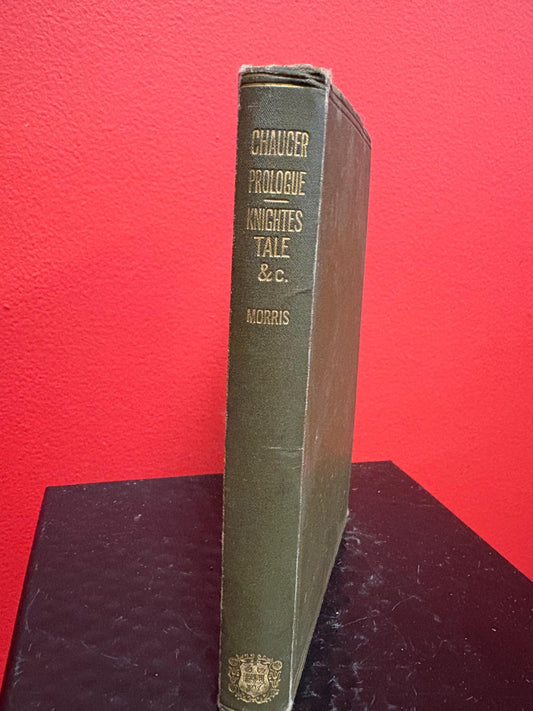 CHAUCER
PROLOGUE
KNIGHTES
TALE
&c.
MORRIS